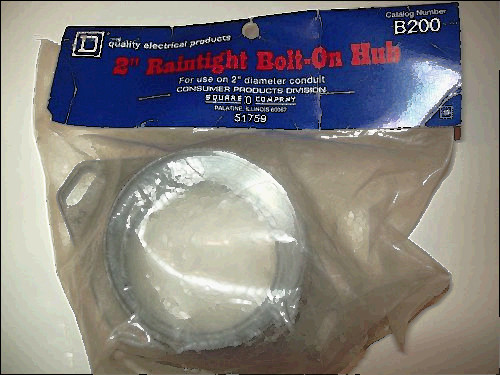 Catalog Number
B200
D
quality electrical products
2" Raintight Bolt-On Hub
For use on 2" diameter conduit
CONSUMER PRODUCTS DIVISION
SQUARE D COMPANY
PALATINE, ILLINOIS 60067
51759